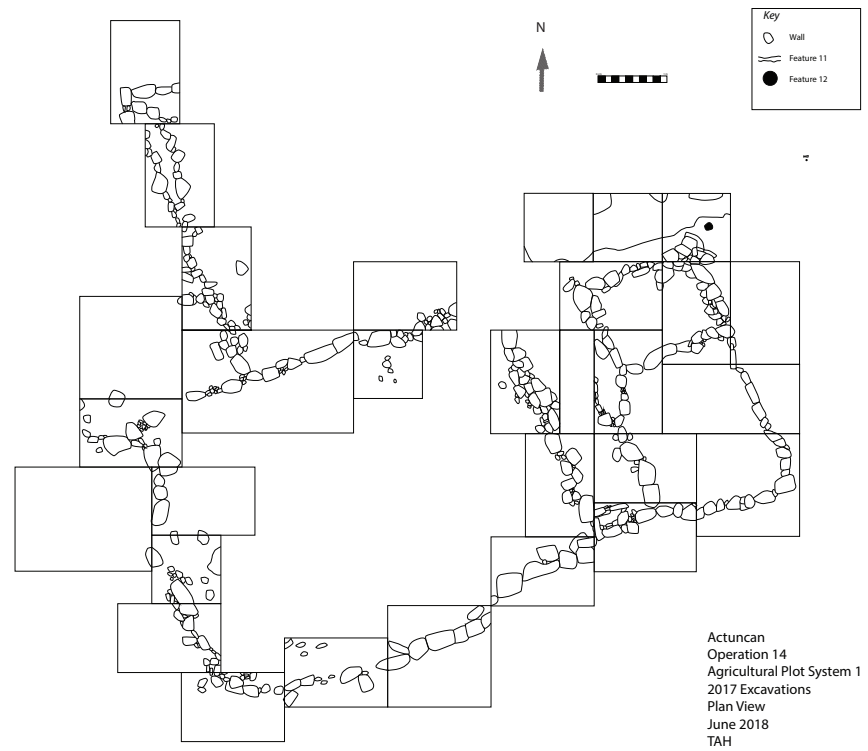 Key
N
Wall
Feature 11
Feature 12
Actuncan
Operation 14
Agricultural Plot System 1
2017 Excavations
Plan View
June 2018
TAH